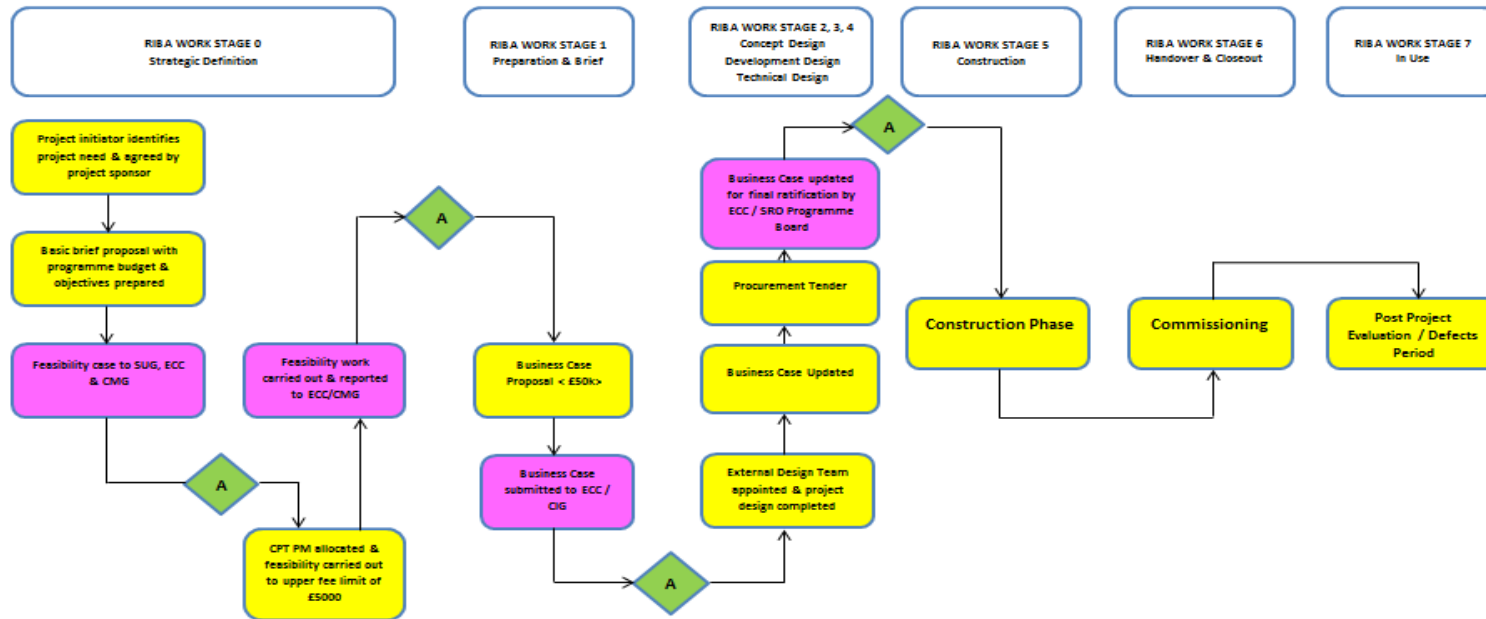 RIBA WORK STAGE 0
Strategic Definition
RIBA WORK STAGE 1
Preparation & Brief
RIBA WORK STAGE 2, 3, 4
Concept Design
Development Design
Technical Design
RIBA WORK STAGE 5
Construction
RIBA WORK STAGE 6
Handover & Closeout
RIBA WORK STAGE 7
In Use
Project initiator identifies
project need & agreed by
project sponsor
Basic brief proposal with
programme budget &
objectives prepared
Feasibility case to SUG, ECC
& CMG
A
CPT PM allocated &
feasibility carried out
to upper fee limit of
£5000
Feasibility work
carried out & reported
to ECC/CMG
A
Business Case
Proposal < £50k>
Business Case
submitted to ECC /
CIG
A
External Design Team
appointed & project
design completed
Business Case Updated
Procurement Tender
Business Case updated
for final ratification by
ECC / SRO Programme
Board
A
Construction Phase
Commissioning
Post Project
Evaluation / Defects
Period